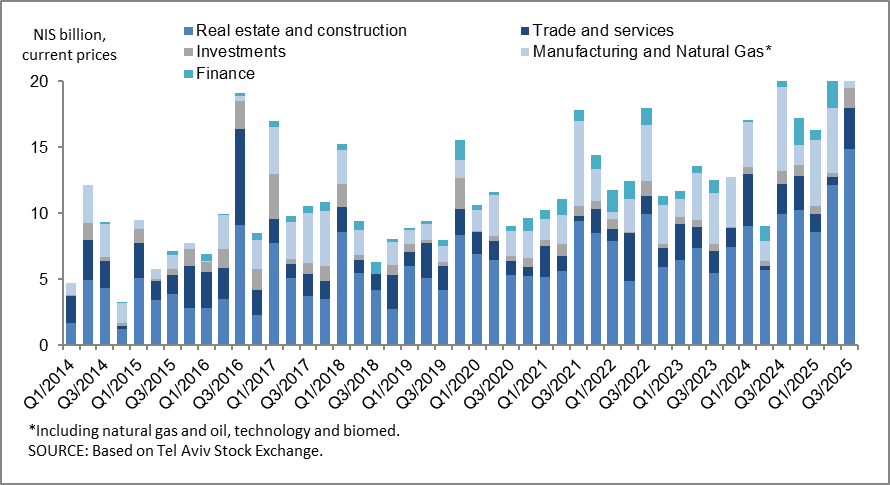 NIS billion,
current prices
Real estate and construction
Trade and services
Investments
Manufacturing and Natural Gas*
Finance
20
15
10
5
0
Q1/2014
Q3/2014
Q1/2015
Q3/2015
Q1/2016
Q3/2016
Q1/2017
Q3/2017
Q1/2018
Q3/2018
Q1/2019
Q3/2019
Q1/2020
Q3/2020
Q1/2021
Q3/2021
Q1/2022
Q3/2022
Q1/2023
Q3/2023
Q1/2024
Q3/2024
Q1/2025
Q3/2025
*Including natural gas and oil, technology and biomed.
SOURCE: Based on Tel Aviv Stock Exchange.